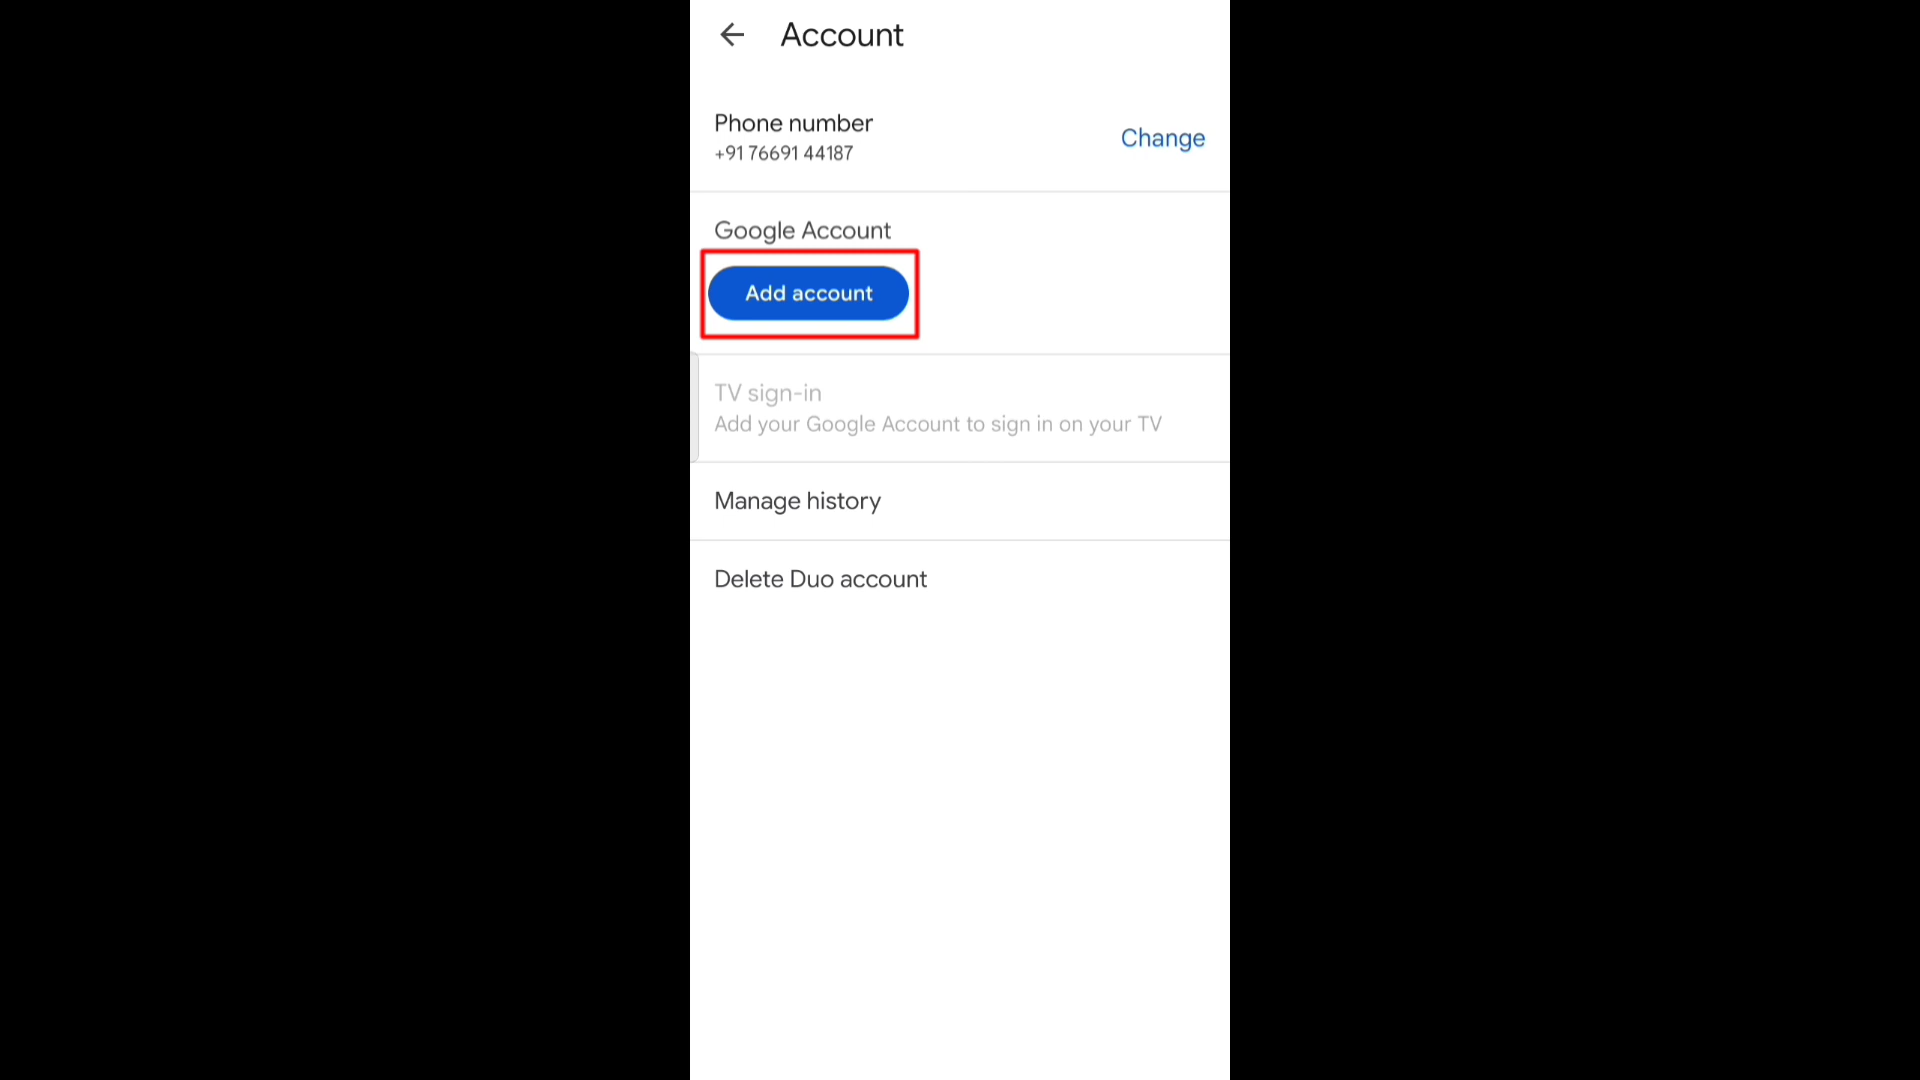 Account
Phone number
+91 76691 44187
Change
Google Account
Add account
TV sign-in
Add your Google Account to sign in on your TV
Manage history
Delete Duo account